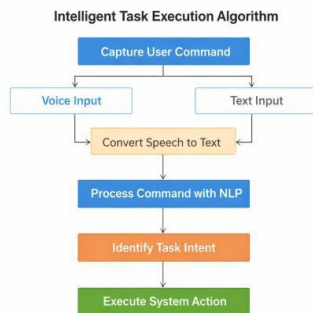 Intelligent Task Execution Algorithm
Capture User Command
Voice Input
Text Input
Convert Speech to Text
Process Command with NLP
Identify Task Intent
Execute System Action